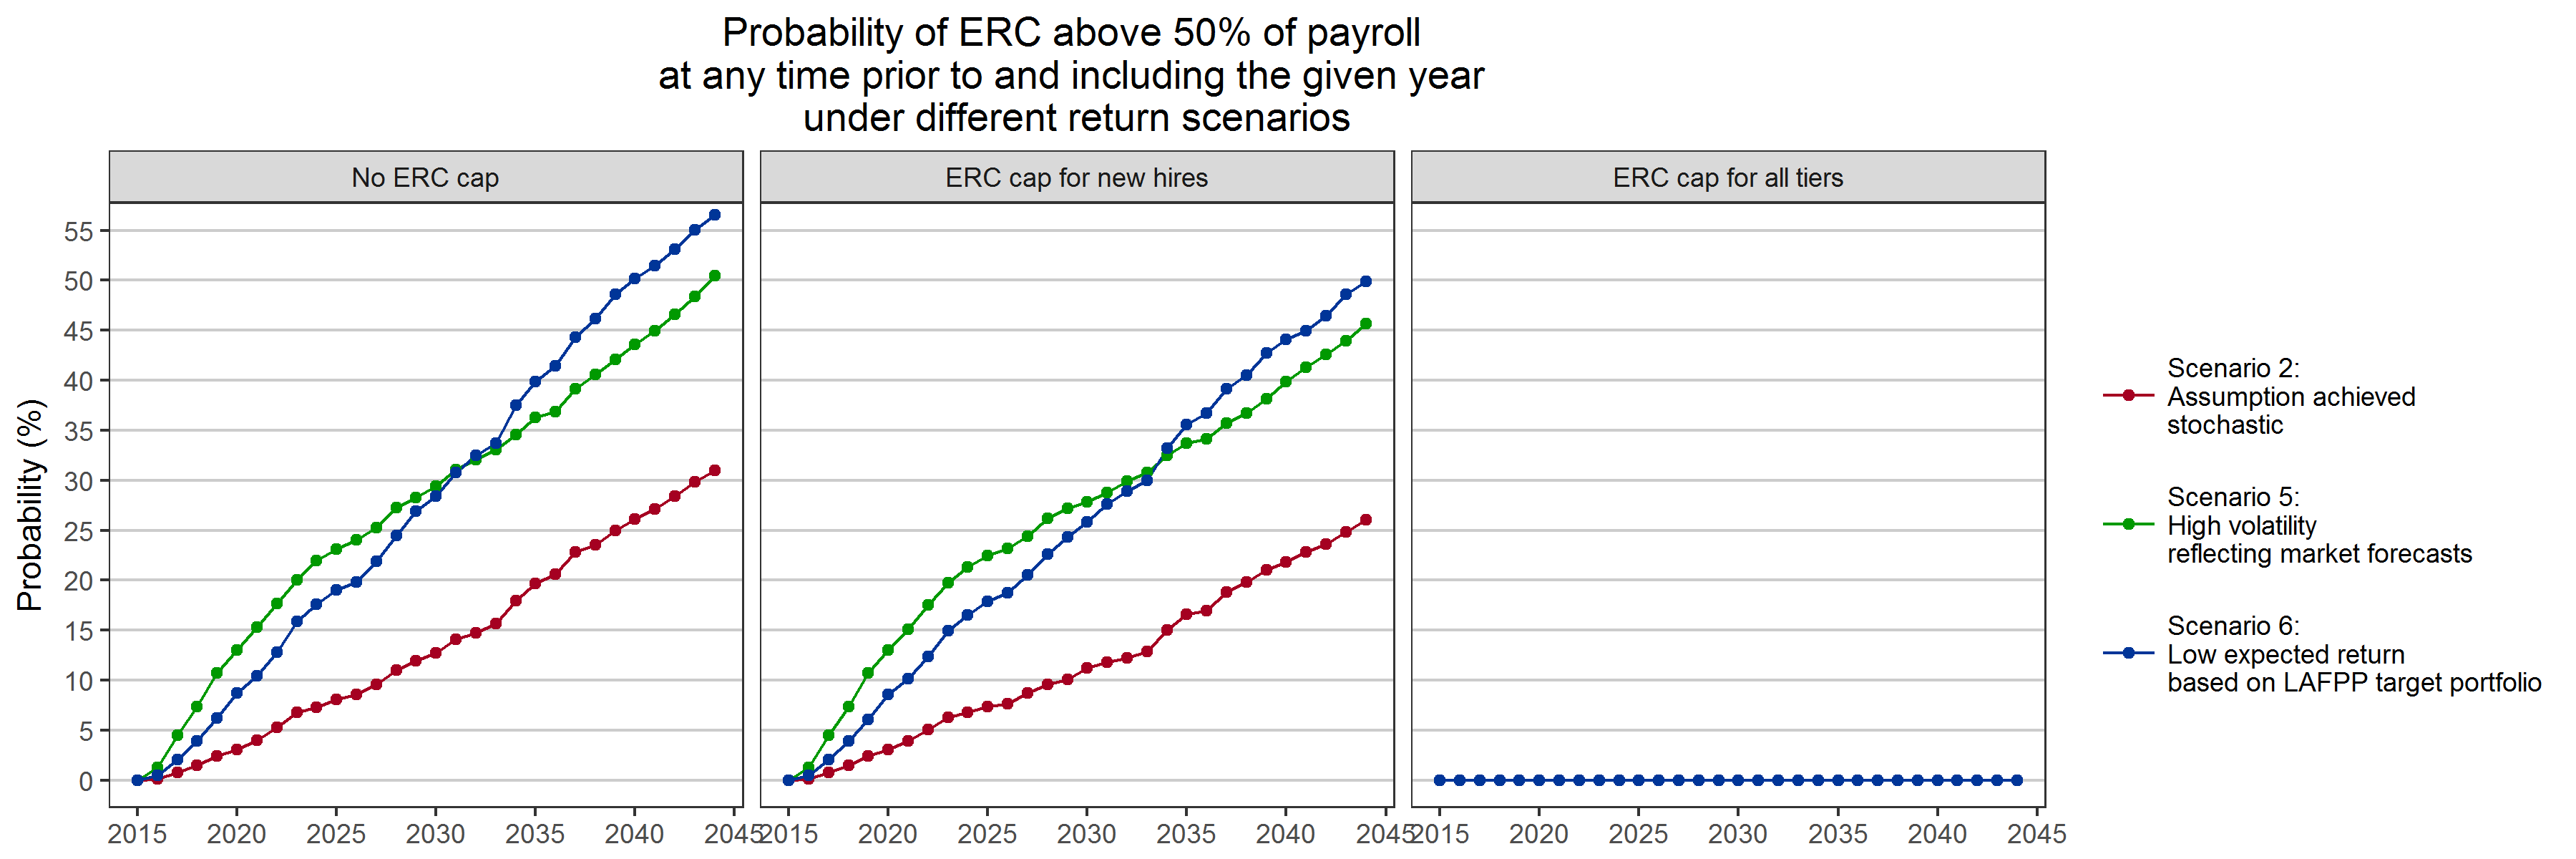 Probability of ERC above 50% of payroll
at any time prior to and including the given year
under different return scenarios
No ERC cap
ERC cap for new hires
ERC cap for all tiers
Probability (%)
55
50
45
40
35
30
25
20
15
10
5
0
2015 2020 2025 2030 2035 2040 2045
2015 2020 2025 2030 2035 2040 2045
2015 2020 2025 2030 2035 2040 2045
Scenario 2:
Assumption achieved
stochastic
Scenario 5:
High volatility
reflecting market forecasts
Scenario 6:
Low expected return
based on LAFPP target portfolio